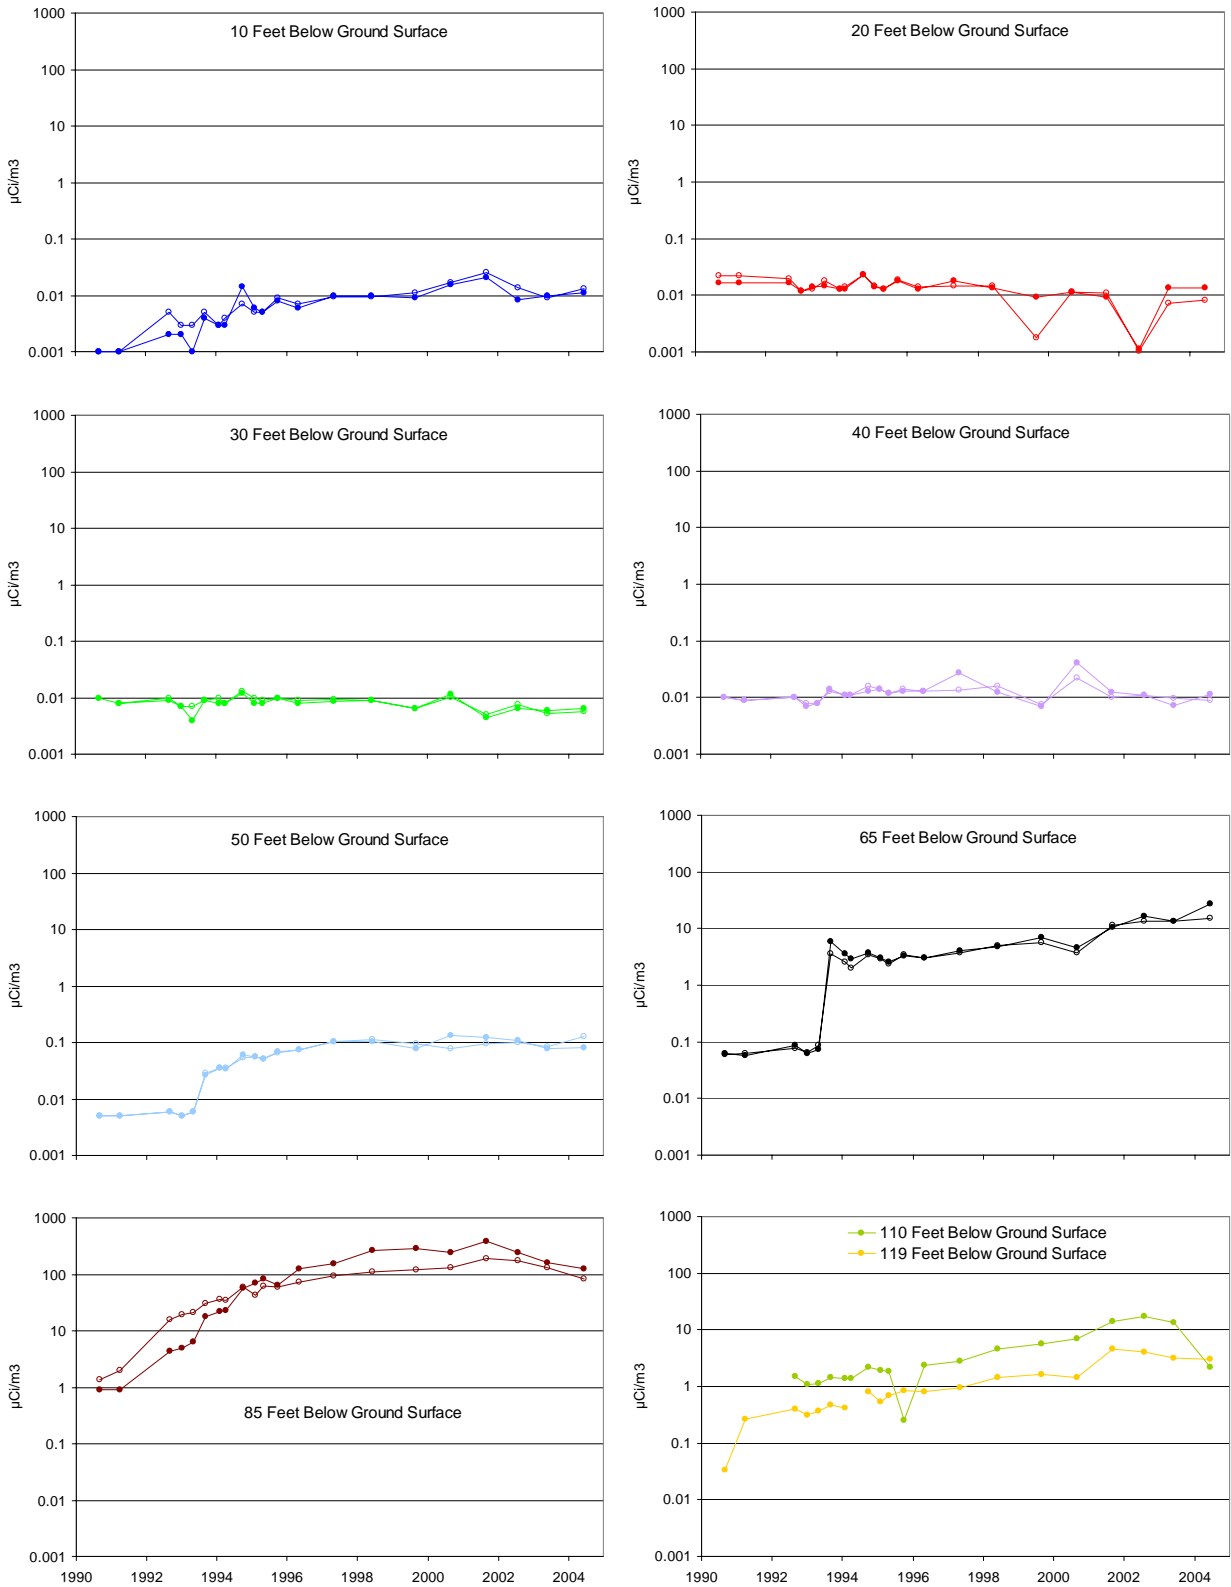 10 Feet Below Ground Surface
1000
100
10
1
0.1
0.01
0.001
µCi/m3
20 Feet Below Ground Surface
1000
100
10
1
0.1
0.01
0.001
µCi/m3
30 Feet Below Ground Surface
1000
100
10
1
0.1
0.01
0.001
µCi/m3
40 Feet Below Ground Surface
1000
100
10
1
0.1
0.01
0.001
µCi/m3
50 Feet Below Ground Surface
1000
100
10
1
0.1
0.01
0.001
µCi/m3
65 Feet Below Ground Surface
1000
100
10
1
0.1
0.01
0.001
µCi/m3
85 Feet Below Ground Surface
1000
100
10
1
0.1
0.01
0.001
µCi/m3
1990 1992 1994 1996 1998 2000 2002 2004
110 Feet Below Ground Surface
119 Feet Below Ground Surface
1000
100
10
1
0.1
0.01
0.001
µCi/m3
1990 1992 1994 1996 1998 2000 2002 2004